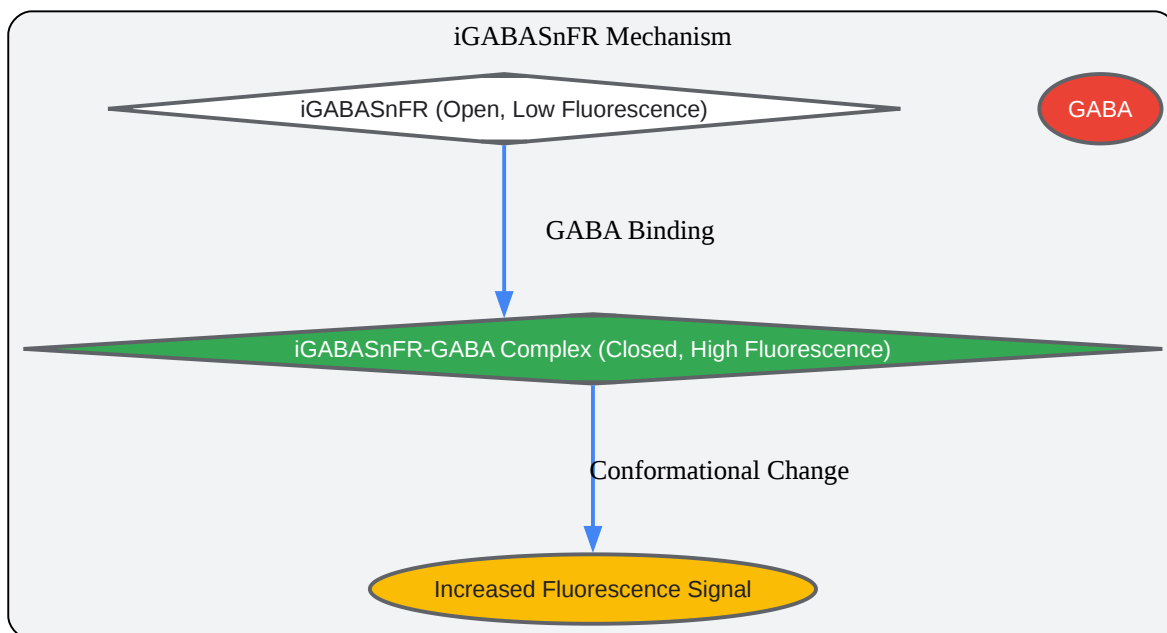 iGABASnFR Mechanism
iGABASnFR (Open, Low Fluorescence)
GABA
GABA Binding
iGABASnFR-GABA Complex (Closed, High Fluorescence)
Conformational Change
Increased Fluorescence Signal